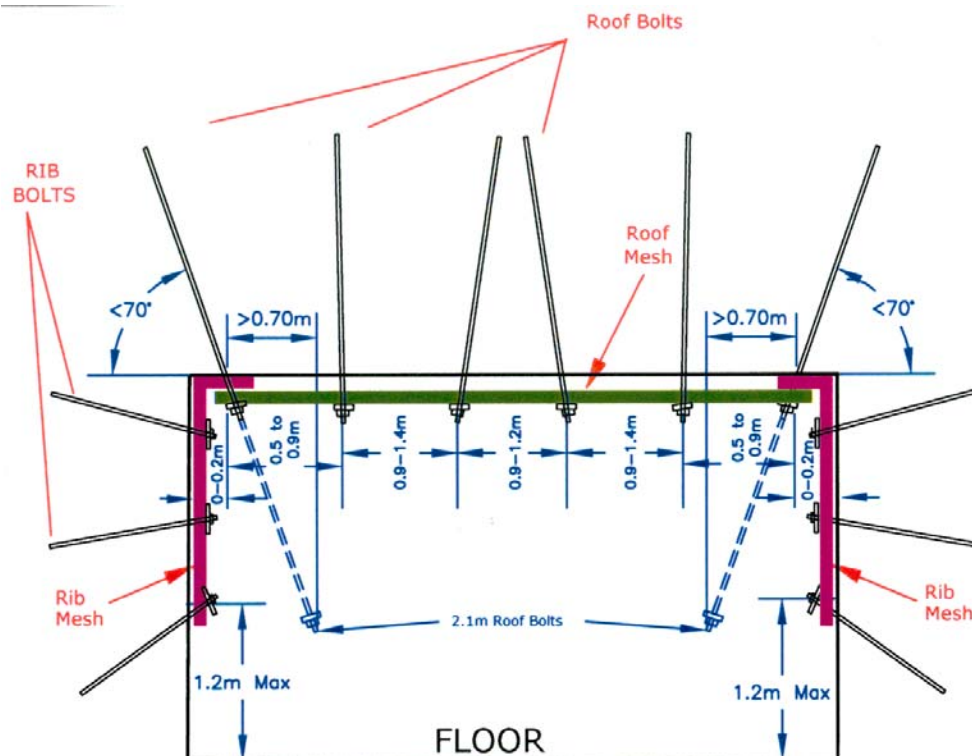 Roof Bolts
RIB
BOLTS
Roof
Mesh
<70°
>0.70m
>0.70m
<70°
0-0.2m
0.5 to
0.9m
0.9-1.4m
0.9-1.2m
0.9-1.4m
0.5 to
0.9m
0-0.2m
Rib
Mesh
2.1m Roof Bolts
Rib
Mesh
1.2m Max
1.2m Max
FLOOR